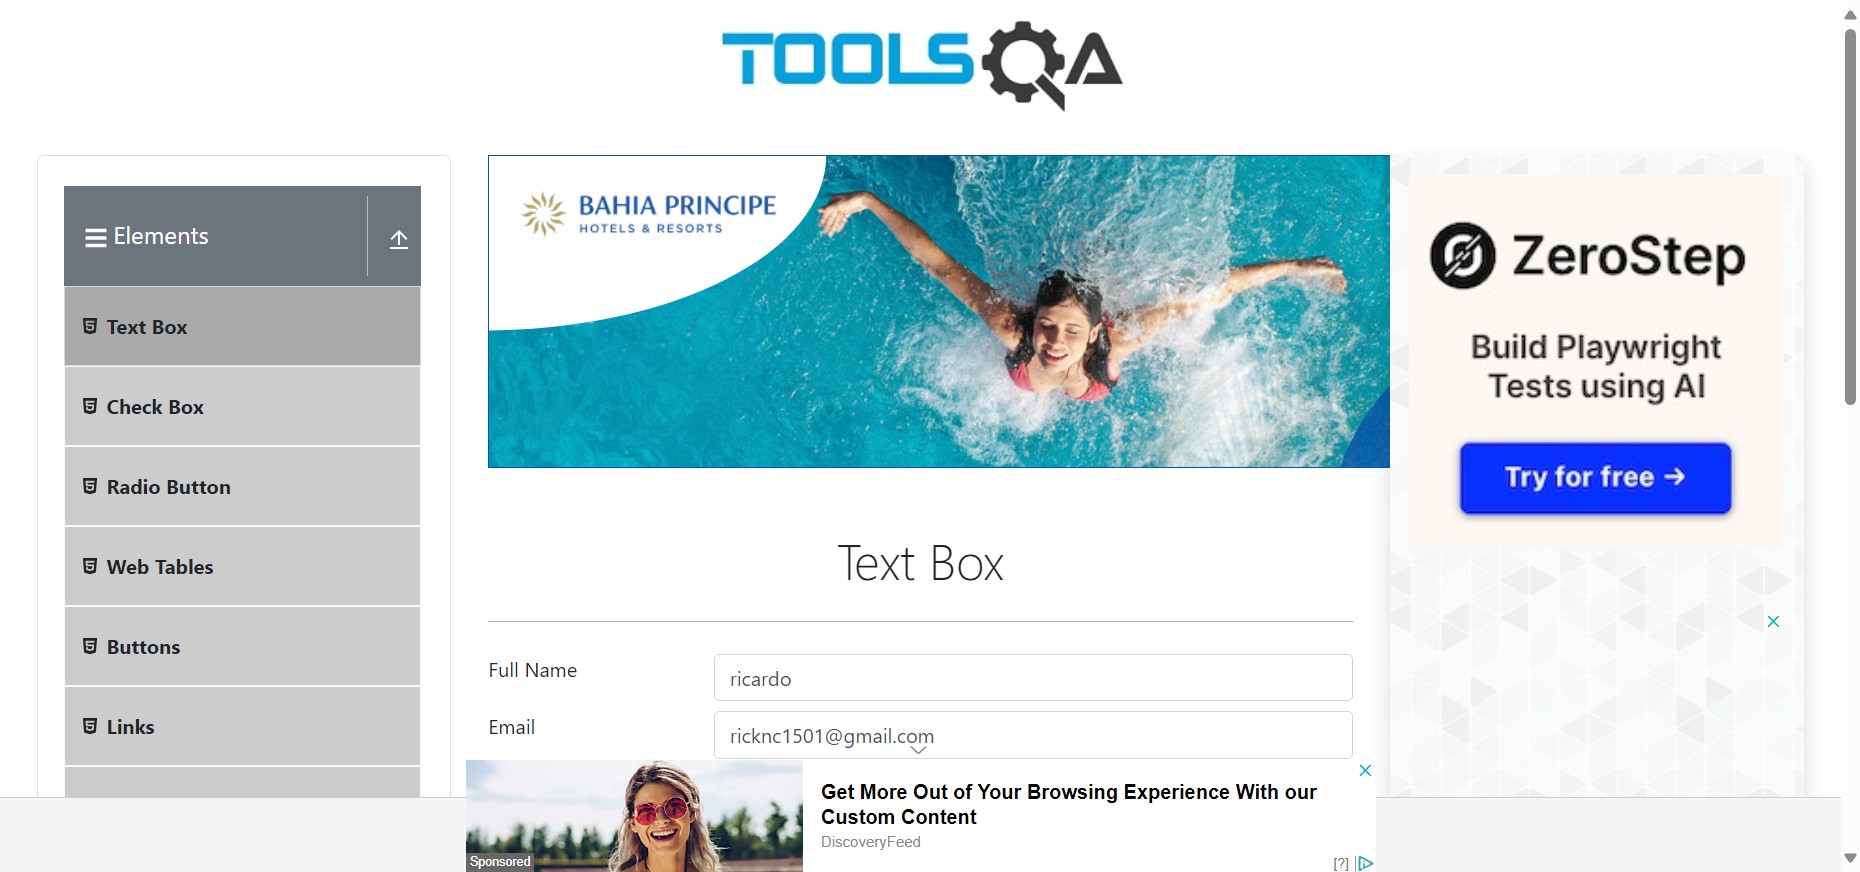 TOOLSQA
Elements
Text Box
Check Box
Radio Button
Web Tables
Buttons
Links
BAHIA PRINCIPE
HOTELS & RESORTS
Text Box
Full Name
ricardo
Email
ricknc1501@gmail.com
ZeroStep
Build Playwright
Tests using AI
Try for free →
Sponsored
Get More Out of Your Browsing Experience With our
Custom Content
DiscoveryFeed
[?]